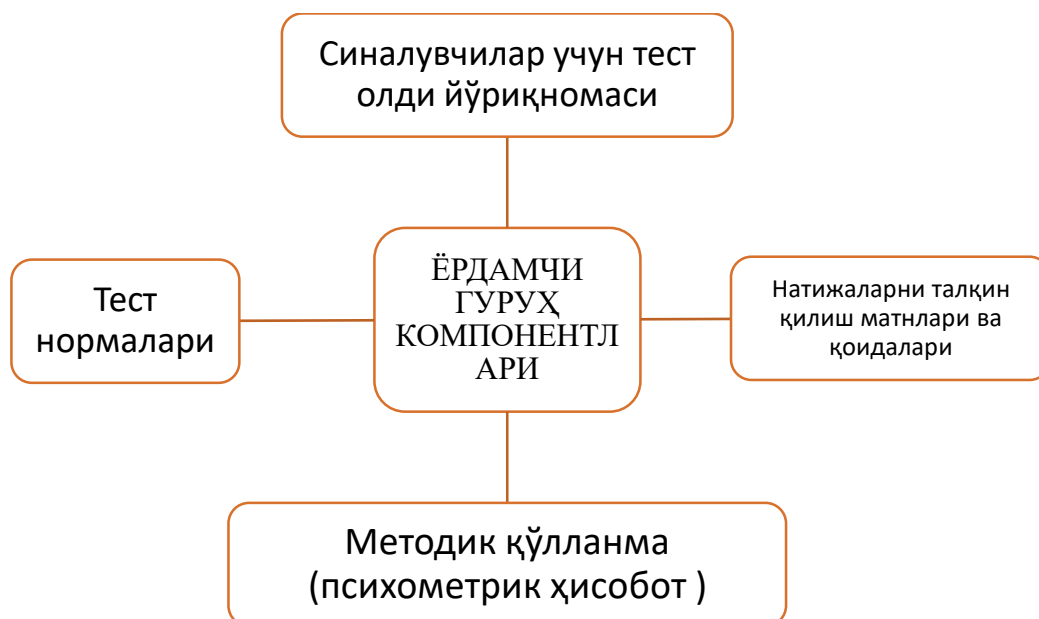 Синалувчилар учун тест
олди йўриқномаси
Тест
нормалари
ЁРДАМЧИ
ГУРУҲ
КОМПОНЕНТЛ
АРИ
Натижаларни талқин
қилиш матнлари ва
қоидалари
Методик қўлланма
(психометрик ҳисобот )